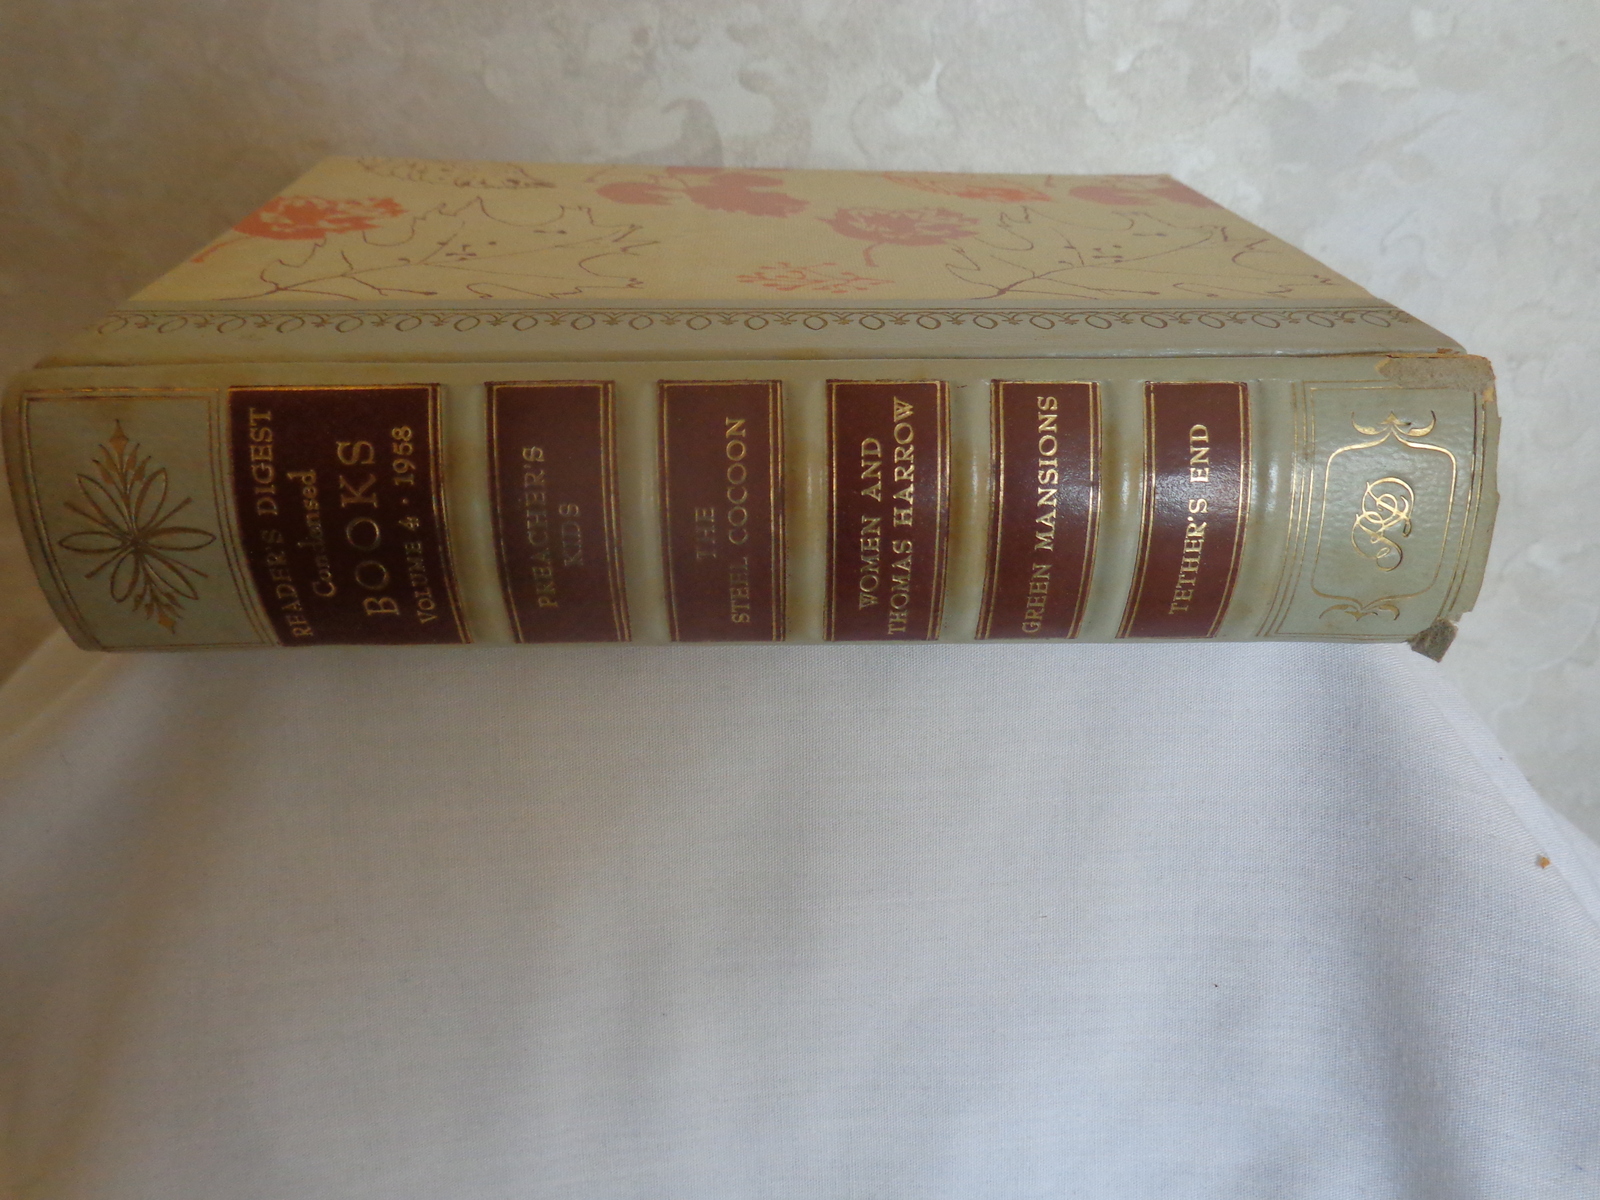 READER'S DIGEST
Condensed
BOOKS
VOLUME 4 · 1958
PREACHER'S
KIDS
THE
STEEL COCOON
WOMEN AND
THOMAS HARROW
GREEN MANSIONS
TETHER'S END
RD